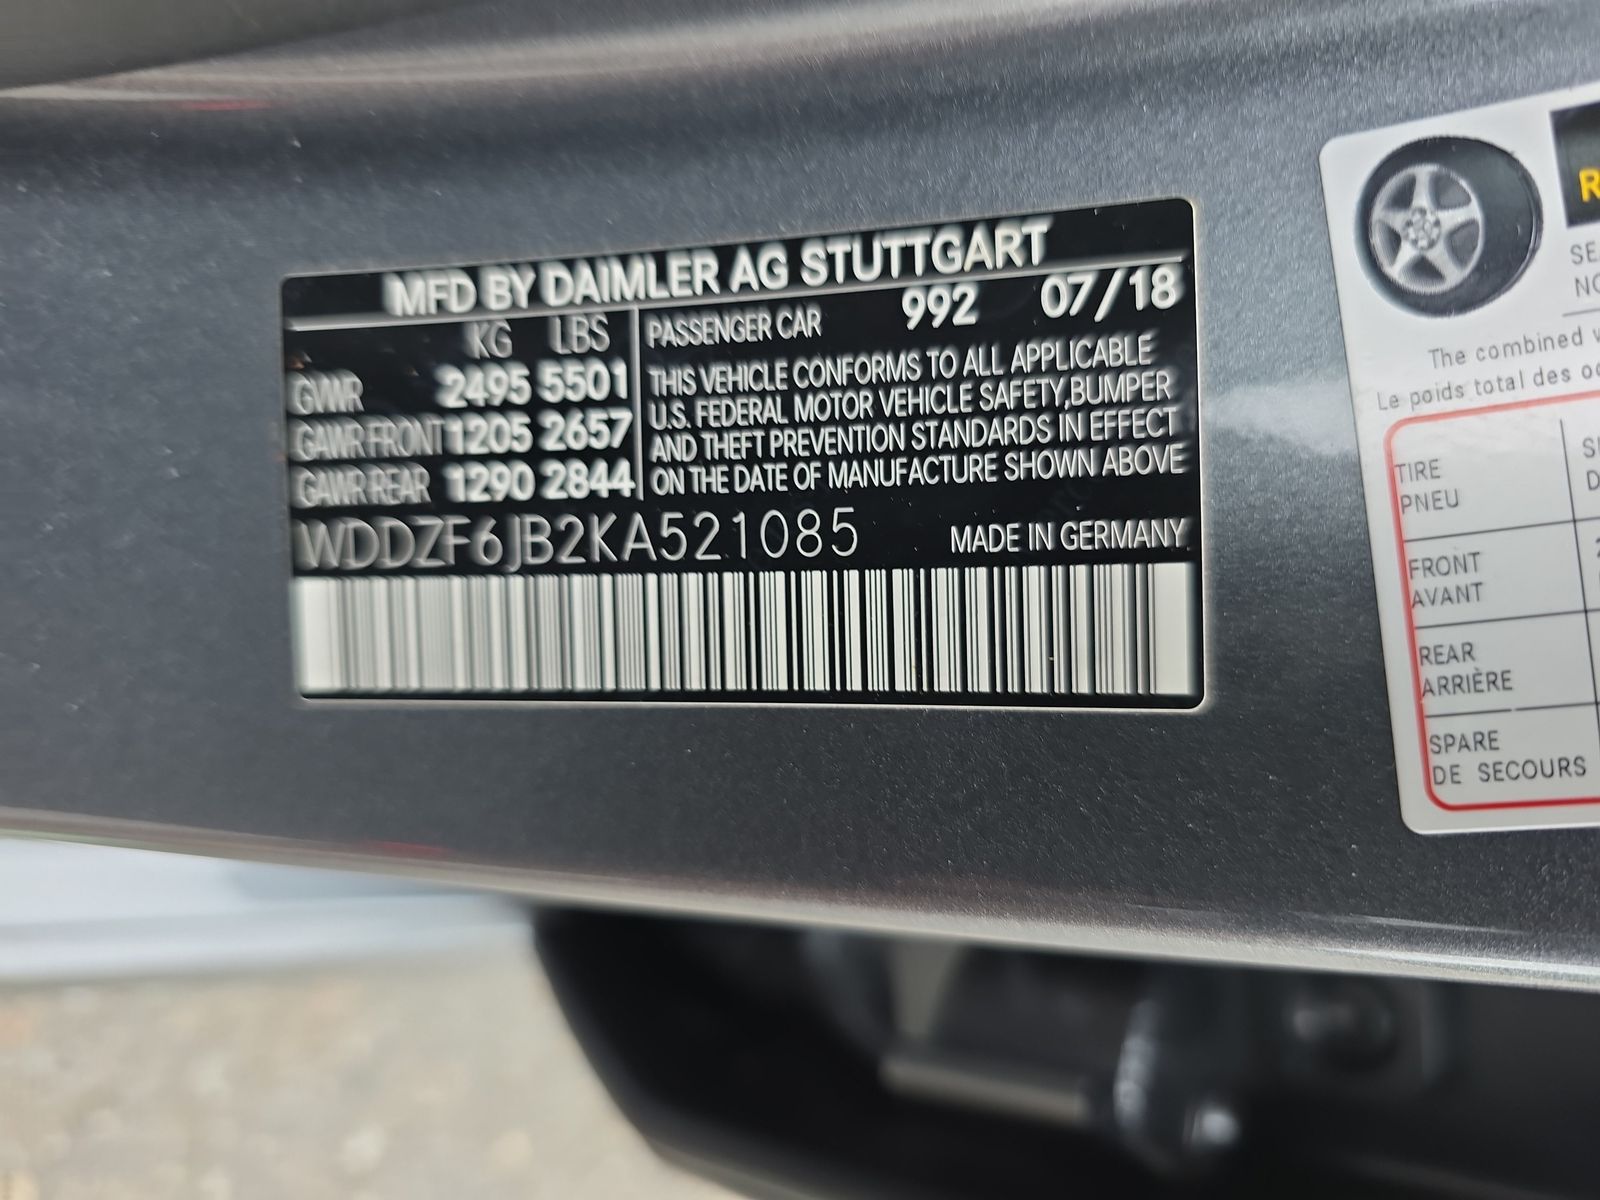 MFD BY DAIMLER AG STUTTGART
KG LBS
GVWR 2495 5501
GAWR FRONT 1205 2657
GAWR REAR 1290 2844
PASSENGER CAR 992 07/18
THIS VEHICLE CONFORMS TO ALL APPLICABLE
U.S. FEDERAL MOTOR VEHICLE SAFETY,BUMPER
AND THEFT PREVENTION STANDARDS IN EFFECT
ON THE DATE OF MANUFACTURE SHOWN ABOVE
WDDZF6JB2KA521085 MADE IN GERMANY
The combined
Le poids total des
TIRE
PNEU
FRONT
AVANT
REAR
ARRIÈRE
SPARE
DE SECOURS